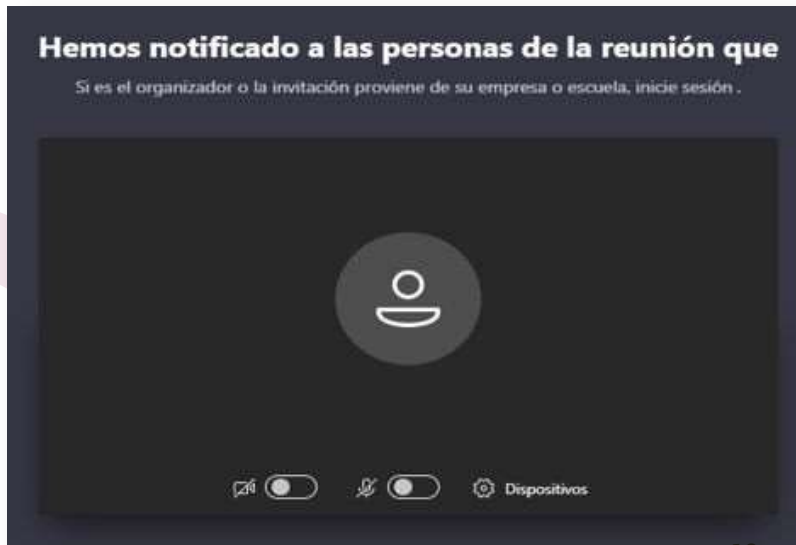 Hemos notificado a las personas de la reunión que
Si es el organizador o la invitación proviene de su empresa o escuela, inicie sesión .
Dispositivos